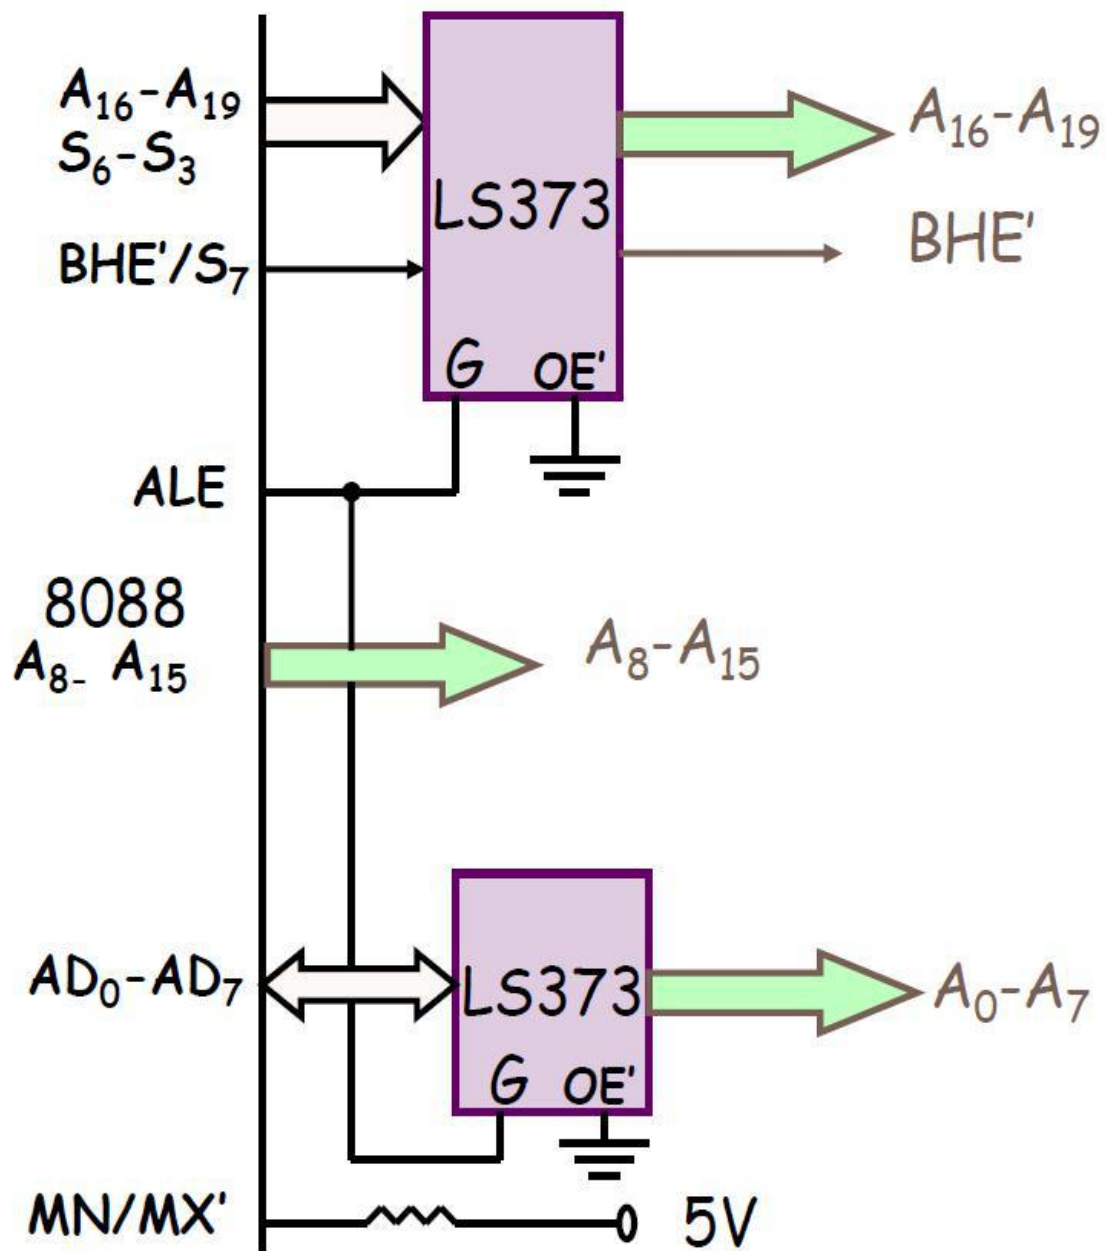 A₁₆-A₁₉
S₆-S₃
LS373
A₁₆-A₁₉
BHE'/S₇
BHE'
G OE'
ALE
8088
A₈- A₁₅
A₈-A₁₅
AD₀-AD₇
LS373
A₀-A₇
G OE'
MN/MX'
5V